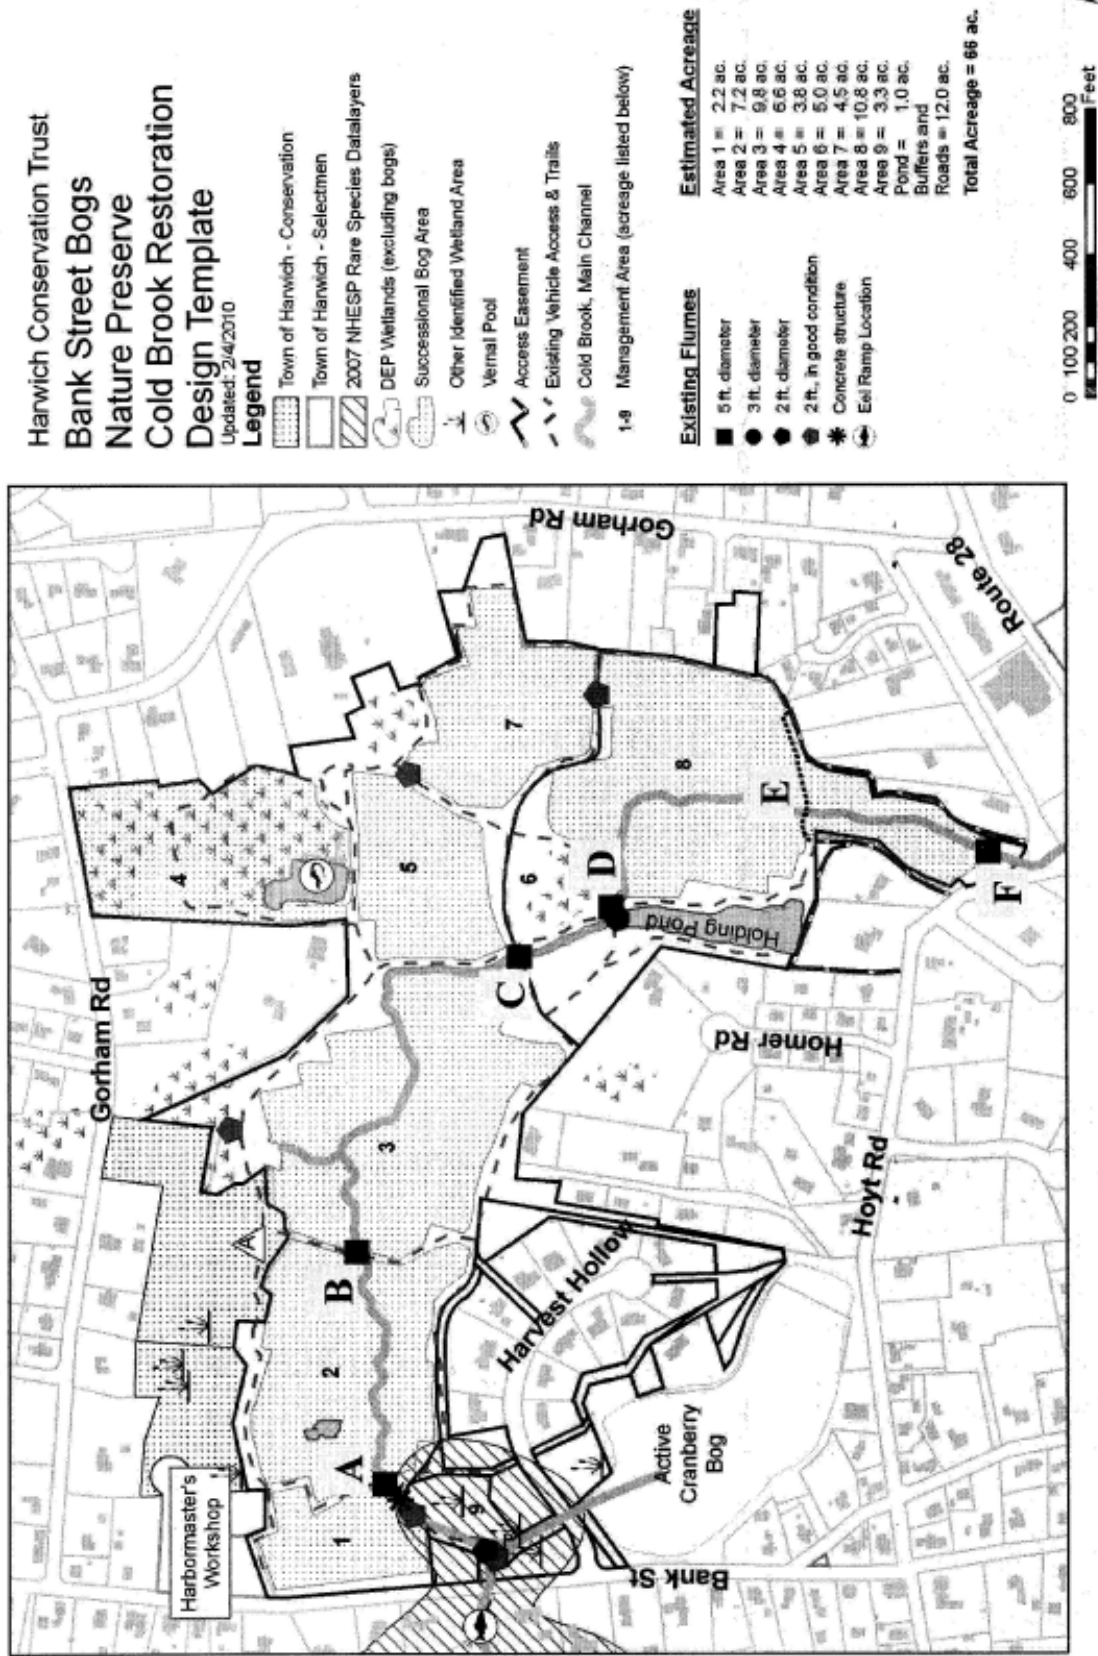 Harwich Conservation Trust
Bank Street Bogs
Nature Preserve
Cold Brook Restoration
Design Template
Updated: 2/4/2010
Legend
Town of Harwich - Conservation
Town of Harwich - Selectmen
2007 NHESP Rare Species Datalayers
DEP Wetlands (excluding bogs)
Successional Bog Area
Other Identified Wetland Area
Vernal Pool
Access Easement
Existing Vehicle Access & Trails
Cold Brook, Main Channel
1-9 Management Area (acreage listed below)
Existing Flumes
5 ft. diameter
3 ft. diameter
2 ft. diameter
2 ft., in good condition
Concrete structure
Eel Ramp Location
Estimated Acreage
Area 1 = 2.2 ac.
Area 2 = 7.2 ac.
Area 3 = 9.8 ac.
Area 4 = 6.6 ac.
Area 5 = 3.8 ac.
Area 6 = 5.0 ac.
Area 7 = 4.5 ac.
Area 8 = 10.8 ac.
Area 9 = 3.3 ac.
Pond = 1.0 ac.
Buffers and
Roads = 12.0 ac.
Total Acreage = 66 ac.
0 100 200 400 600 800
Feet
Gorham Rd
Gorham Rd
Harbormaster's
Workshop
4
7
5
A
1
2
3
6
8
A
B
C
D
E
F
9
Holding Pond
Homer Rd
Hoyt Rd
Route 28
Harvest Hollow
Active
Cranberry
Bog
Bank St